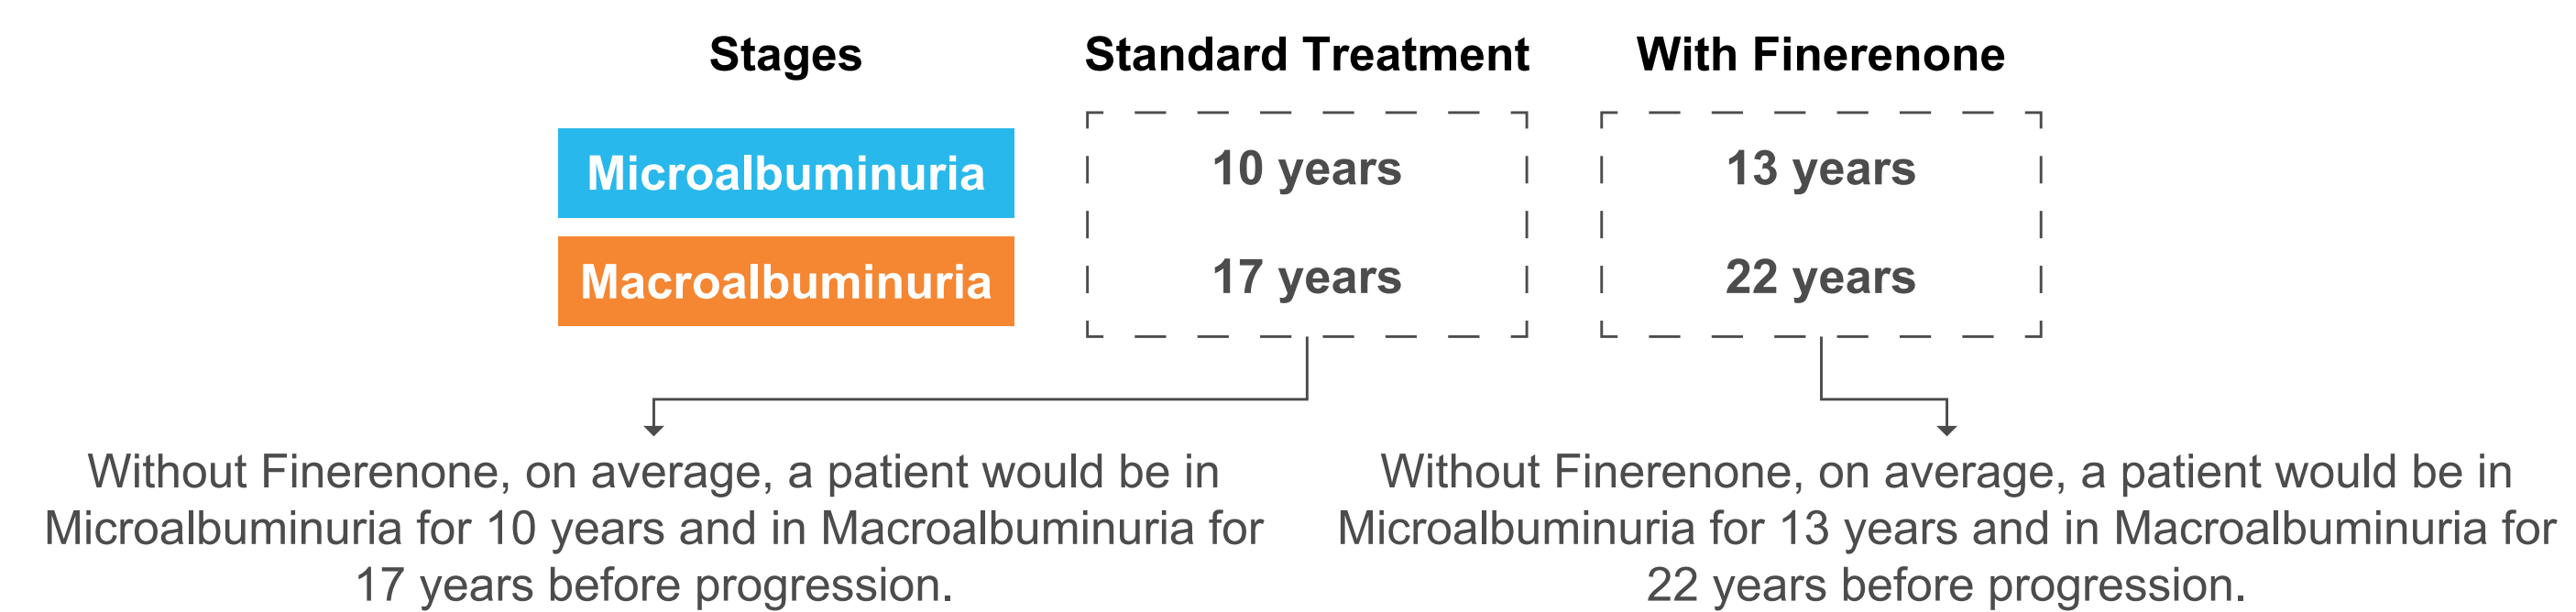 Stages Standard Treatment With Finerenone
Microalbuminuria 10 years 13 years
Macroalbuminuria 17 years 22 years
Without Finerenone, on average, a patient would be in
Microalbuminuria for 10 years and in Macroalbuminuria for
17 years before progression.
Without Finerenone, on average, a patient would be in
Microalbuminuria for 13 years and in Macroalbuminuria for
22 years before progression.